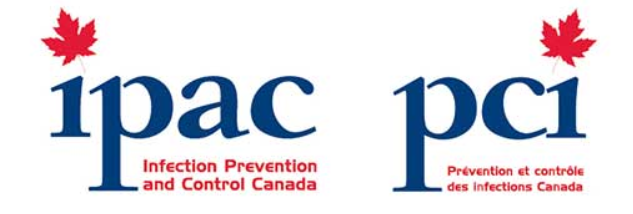 ipac
Infection Prevention
and Control Canada
pci
Prévention et contrôle
des infections Canada